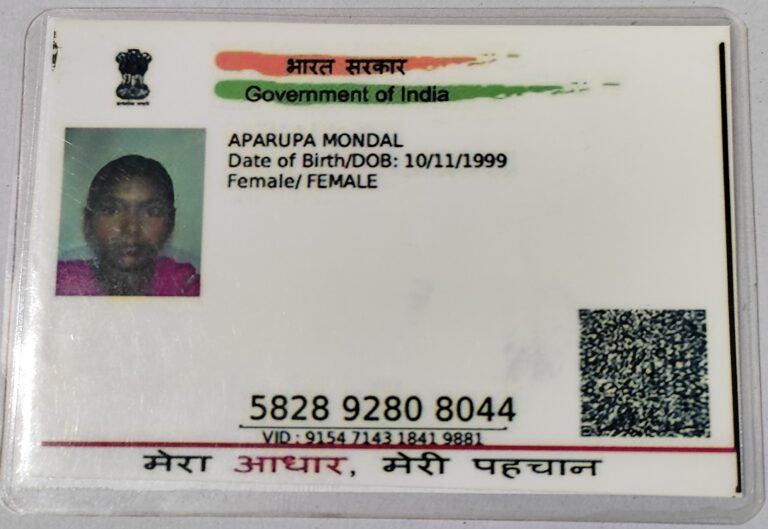 भारत सरकार
Government of India
APARUPA MONDAL
Date of Birth/DOB: 10/11/1999
Female/ FEMALE
5828 9280 8044
VID : 9154 7143 1841 9881
मेरा आधार, मेरी पहचान